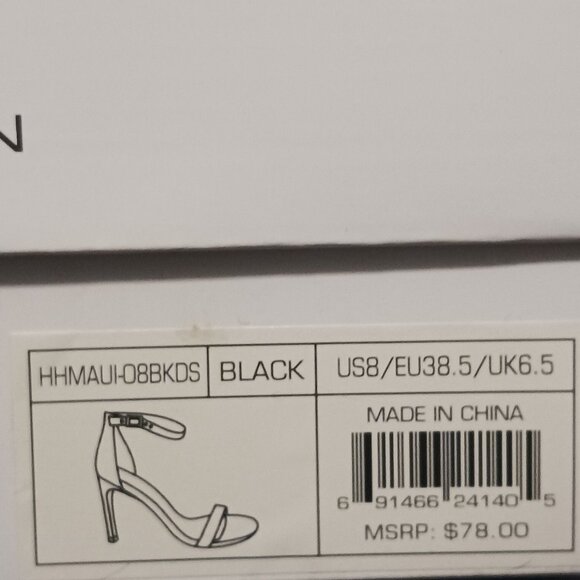 HHMAUI-08BKDS BLACK US8/EU38.5/UK6.5
MADE IN CHINA
6 91466 24140 5
MSRP: $78.00